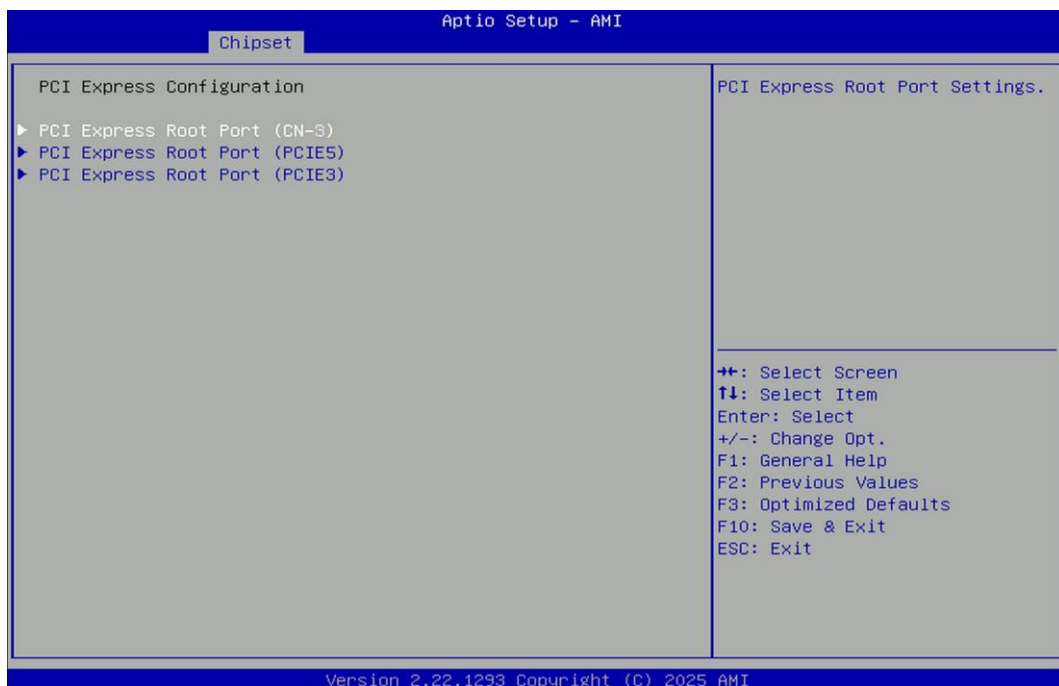 Aptio Setup – AMI
Chipset
PCI Express Configuration
▶ PCI Express Root Port (CN-3)
▶ PCI Express Root Port (PCIE5)
▶ PCI Express Root Port (PCIE3)
PCI Express Root Port Settings.
→←: Select Screen
↑↓: Select Item
Enter: Select
+/-: Change Opt.
F1: General Help
F2: Previous Values
F3: Optimized Defaults
F10: Save & Exit
ESC: Exit
Version 2.22.1293 Copyright (C) 2025 AMI